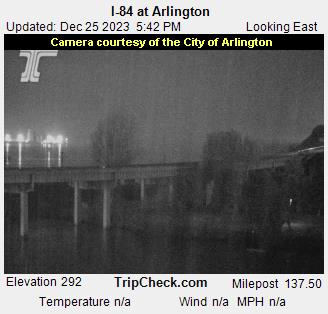 I-84 at Arlington
Updated: Dec 25 2023 5:42 PM Looking East
Camera courtesy of the City of Arlington
Elevation 292 TripCheck.com Milepost 137.50
Temperature n/a Wind n/a MPH n/a